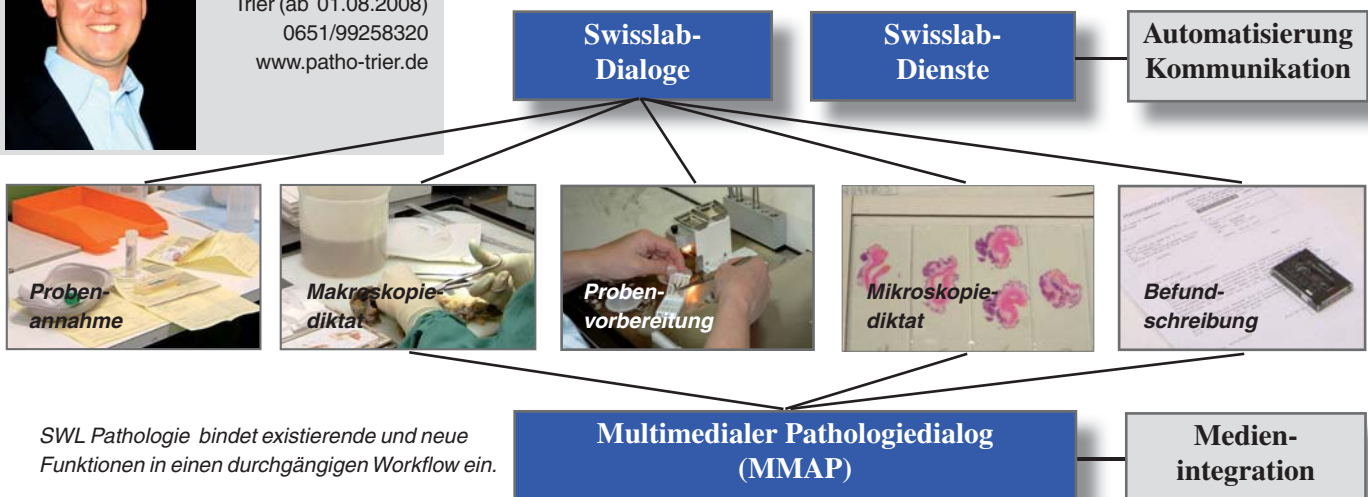 Trier (ab 01.08.2008)
0651/99258320
www.patho-trier.de
Swisslab-
Dialoge
Swisslab-
Dienste
Automatisierung
Kommunikation
Proben-
annahme
Makroskopie-
diktat
Proben-
vorbereitung
Mikroskopie-
diktat
Befund-
schreibung
SWL Pathologie bindet existierende und neue
Funktionen in einen durchgängigen Workflow ein.
Multimedialer Pathologiedialog
(MMAP)
Medien-
integration